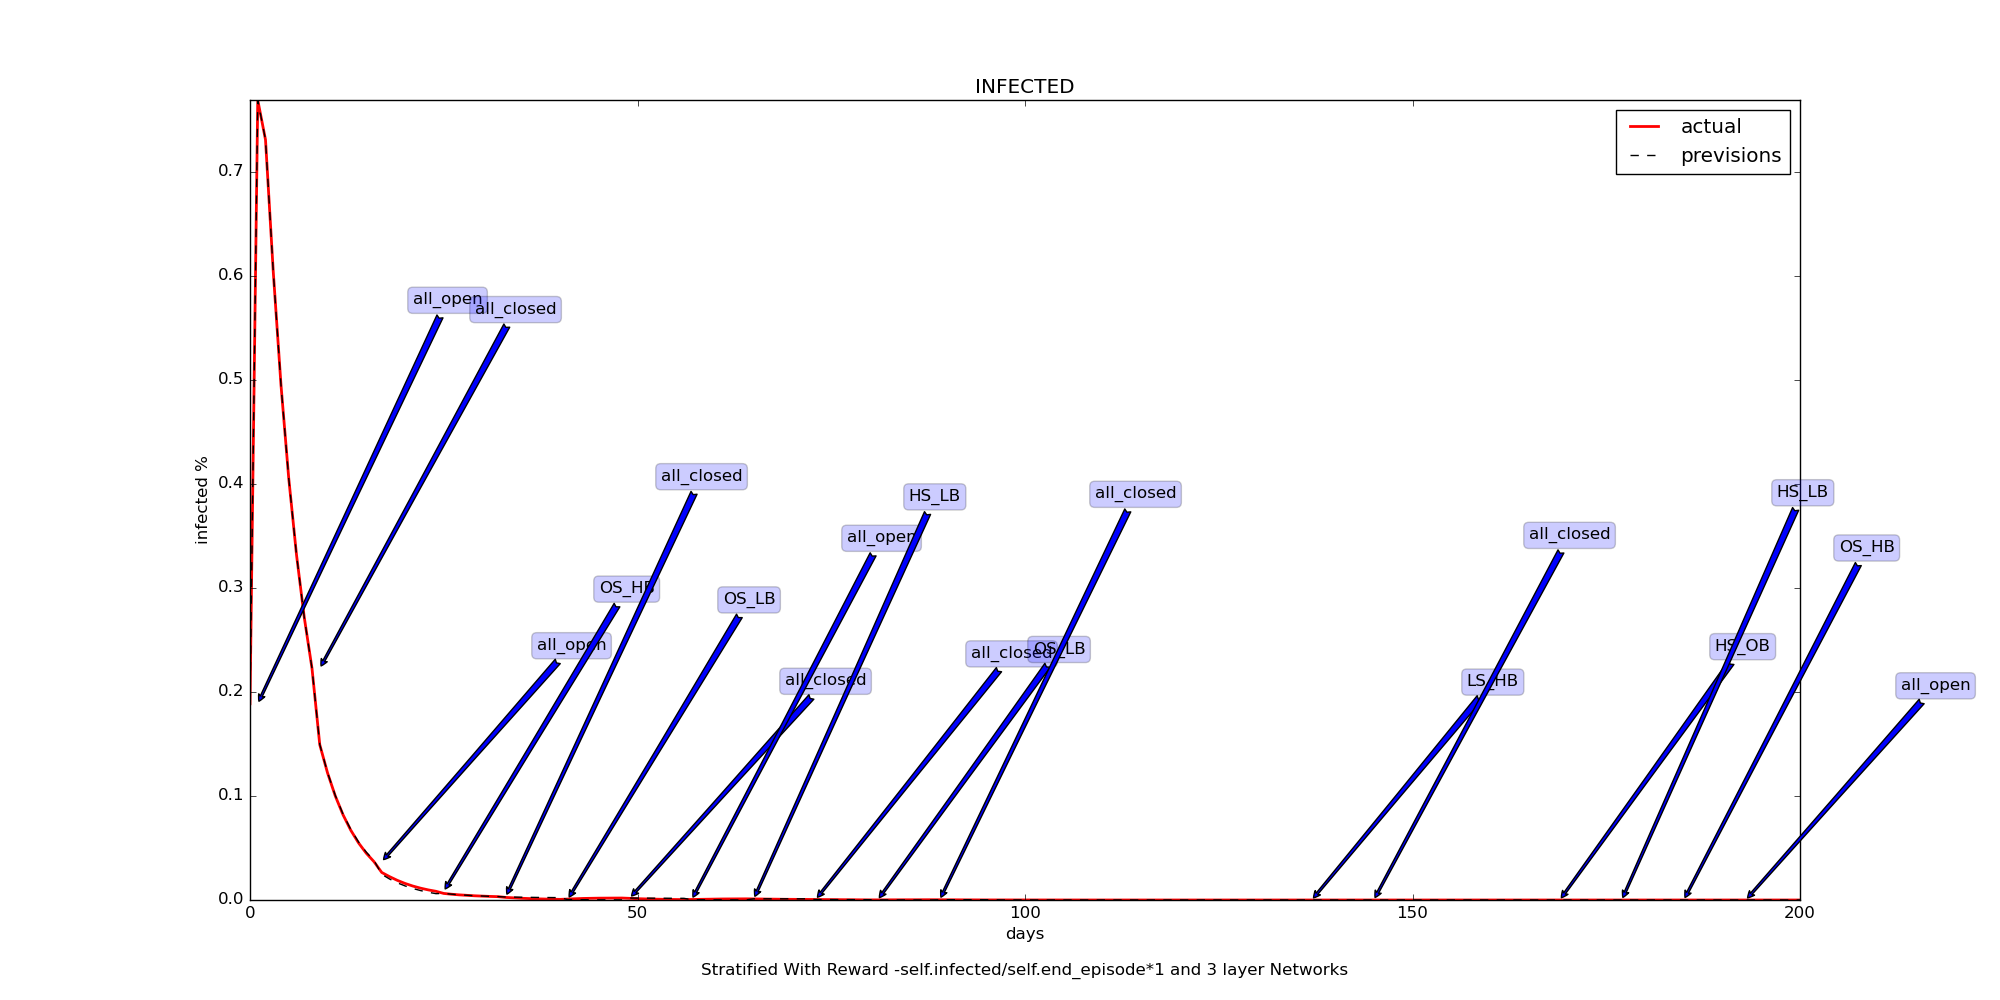 INFECTED
actual
previsions
infected %
0.7
0.6
0.5
0.4
0.3
0.2
0.1
0.0
all_open
all_closed
all_open
OS_HB
all_closed
OS_LB
all_closed
all_open
HS_LB
all_closed
OS_LB
all_closed
LS_HB
all_closed
HS_OB
HS_LB
OS_HB
all_open
0
50
100
150
200
days
Stratified With Reward -self.infected/self.end_episode*1 and 3 layer Networks